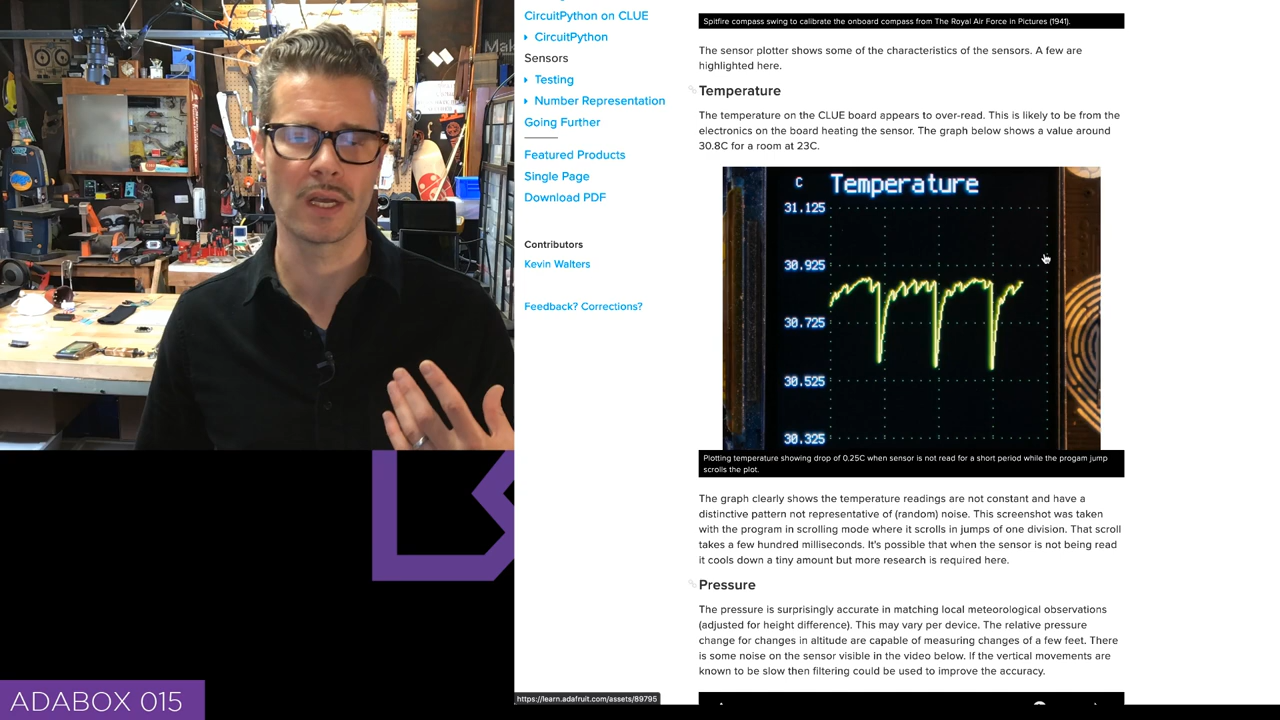 Mak
CircuitPython on CLUE
CircuitPython
Sensors
Testing
Number Representation
Going Further
Featured Products
Single Page
Download PDF
Contributors
Kevin Walters
Feedback? Corrections?
Spitfire compass swing to calibrate the onboard compass from The Royal Air Force in Pictures (1941).
The sensor plotter shows some of the characteristics of the sensors. A few are
highlighted here.
Temperature
The temperature on the CLUE board appears to over-read. This is likely to be from the
electronics on the board heating the sensor. The graph below shows a value around
30.8C for a room at 23C.
C Temperature
31.125
30.925
30.725
30.525
30.325
Plotting temperature showing drop of 0.25C when sensor is not read for a short period while the progam jump
scrolls the plot.
The graph clearly shows the temperature readings are not constant and have a
distinctive pattern not representative of (random) noise. This screenshot was taken
with the program in scrolling mode where it scrolls in jumps of one division. That scroll
takes a few hundred milliseconds. It's possible that when the sensor is not being read
it cools down a tiny amount but more research is required here.
Pressure
The pressure is surprisingly accurate in matching local meteorological observations
(adjusted for height difference). This may vary per device. The relative pressure
change for changes in altitude are capable of measuring changes of a few feet. There
is some noise on the sensor visible in the video below. If the vertical movements are
known to be slow then filtering could be used to improve the accuracy.
https://learn.adafruit.com/assets/89795
ADABOX 015